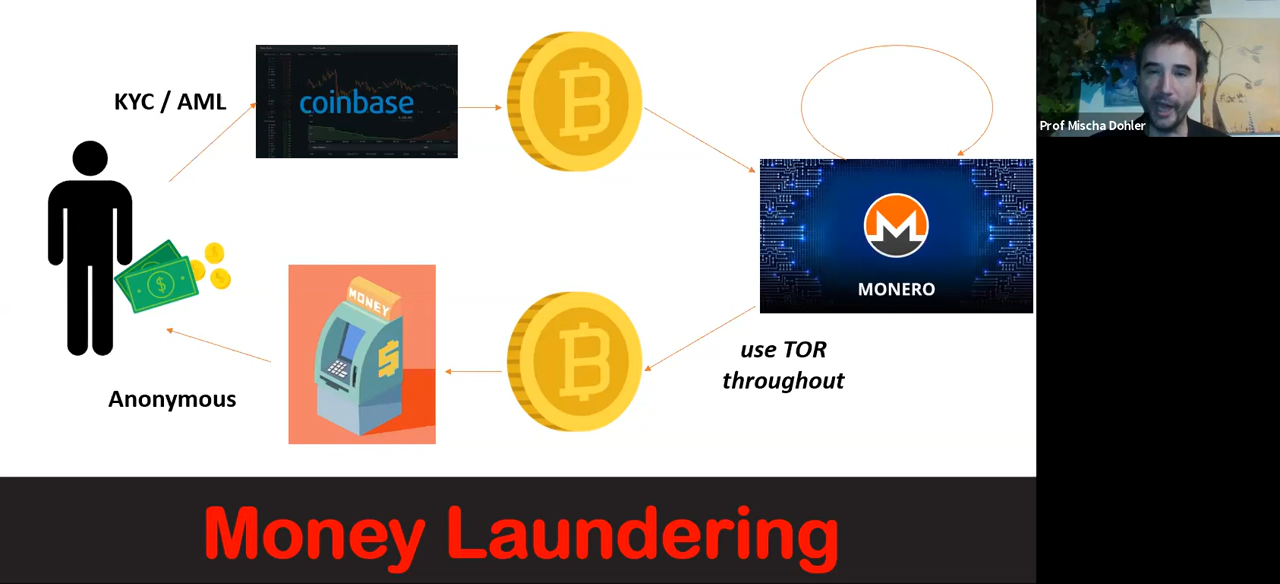 KYC / AML
coinbase
Prof Mischa Dohler
MONEY
$
MONERO
use TOR
throughout
Anonymous
Money Laundering